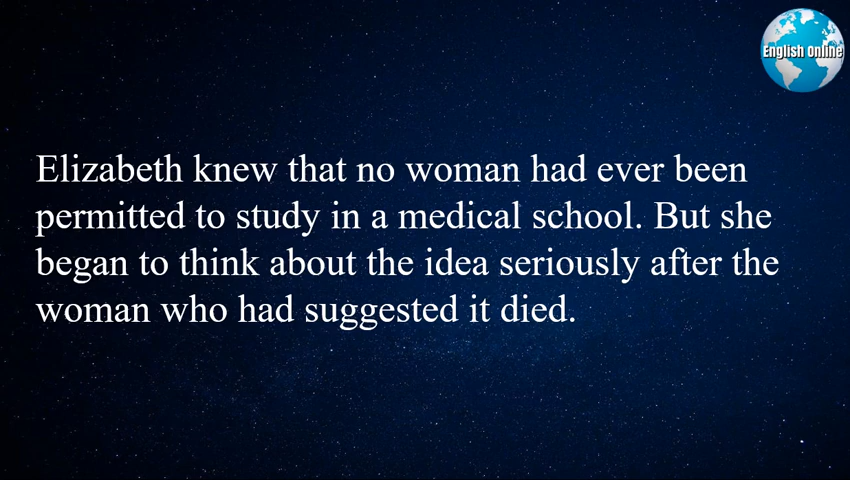 English Online
Elizabeth knew that no woman had ever been
permitted to study in a medical school. But she
began to think about the idea seriously after the
woman who had suggested it died.